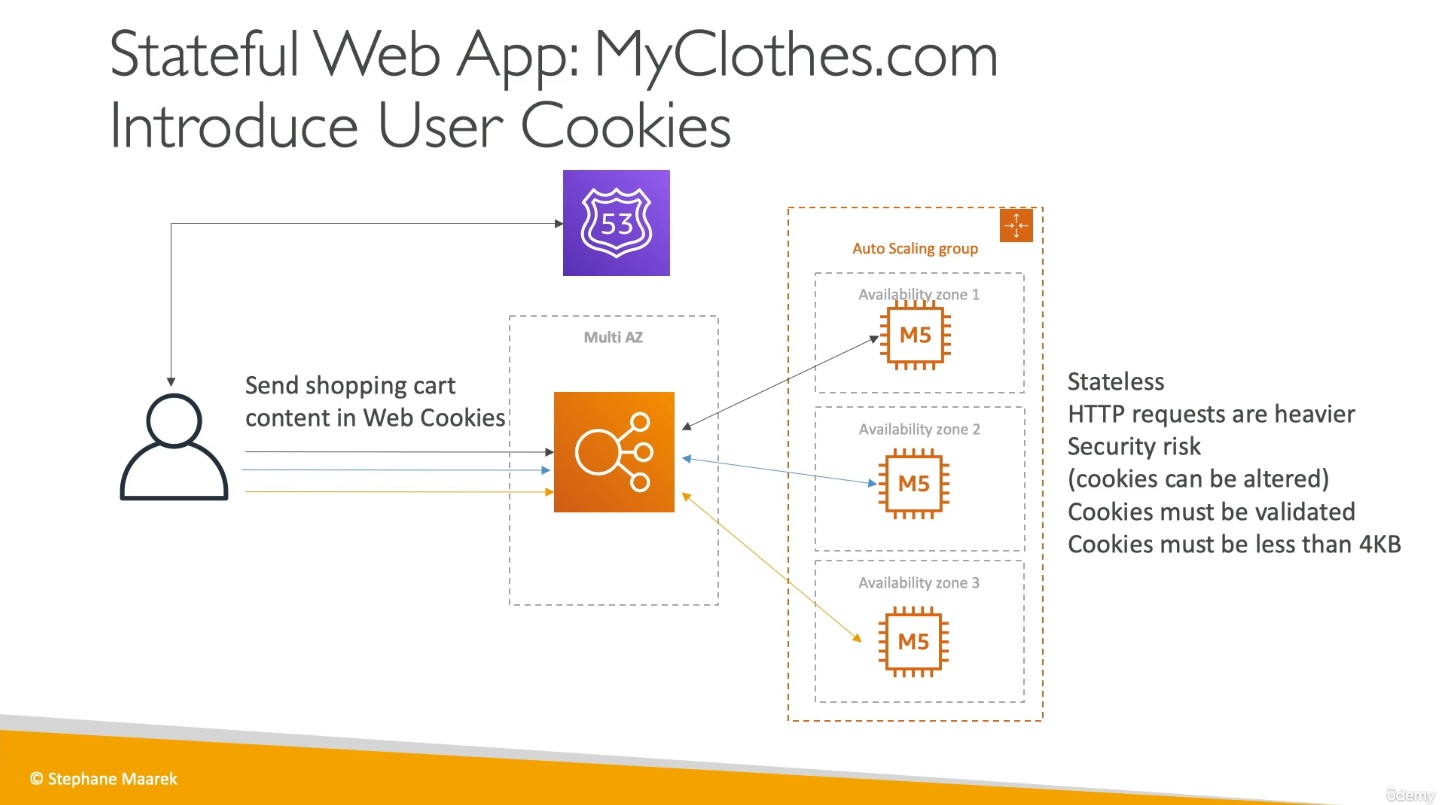 Stateful Web App: MyClothes.com
Introduce User Cookies
53
Auto Scaling group
Availability zone 1
M5
Multi AZ
Send shopping cart
content in Web Cookies
Availability zone 2
M5
Availability zone 3
M5
Stateless
HTTP requests are heavier
Security risk
(cookies can be altered)
Cookies must be validated
Cookies must be less than 4KB
© Stephane Maarek
ûdemy